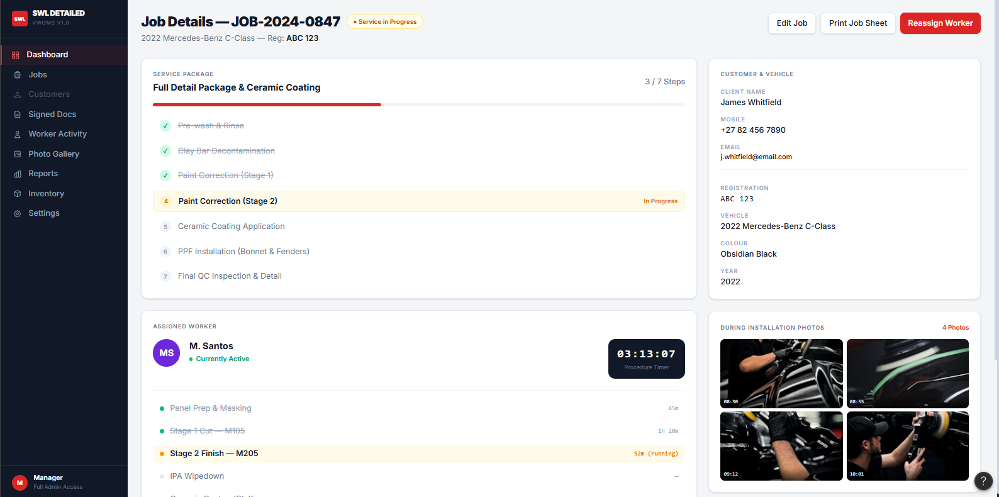 SWL
SWL DETAILED
VWOMS V1.0
Dashboard
Jobs
Customers
Signed Docs
Worker Activity
Photo Gallery
Reports
Inventory
Settings
M
Manager
Full Admin Access
Job Details — JOB-2024-0847
• Service in Progress
2022 Mercedes-Benz C-Class — Reg: ABC 123
Edit Job
Print Job Sheet
Reassign Worker
SERVICE PACKAGE
Full Detail Package & Ceramic Coating
3 / 7 Steps
✓ Pre-wash & Rinse
✓ Clay Bar Decontamination
✓ Paint Correction (Stage 1)
4 Paint Correction (Stage 2) In Progress
5 Ceramic Coating Application
6 PPF Installation (Bonnet & Fenders)
7 Final QC Inspection & Detail
CUSTOMER & VEHICLE
CLIENT NAME
James Whitfield
MOBILE
+27 82 456 7890
EMAIL
j.whitfield@email.com
REGISTRATION
ABC 123
VEHICLE
2022 Mercedes-Benz C-Class
COLOUR
Obsidian Black
YEAR
2022
ASSIGNED WORKER
MS
M. Santos
Currently Active
03:13:07
Procedure Timer
Panel Prep & Masking 45m
Stage 1 Cut — M105 1h 20m
Stage 2 Finish — M205 52m (running)
IPA Wipedown –
DURING INSTALLATION PHOTOS
4 Photos
08:30
08:55
09:12
10:01
?